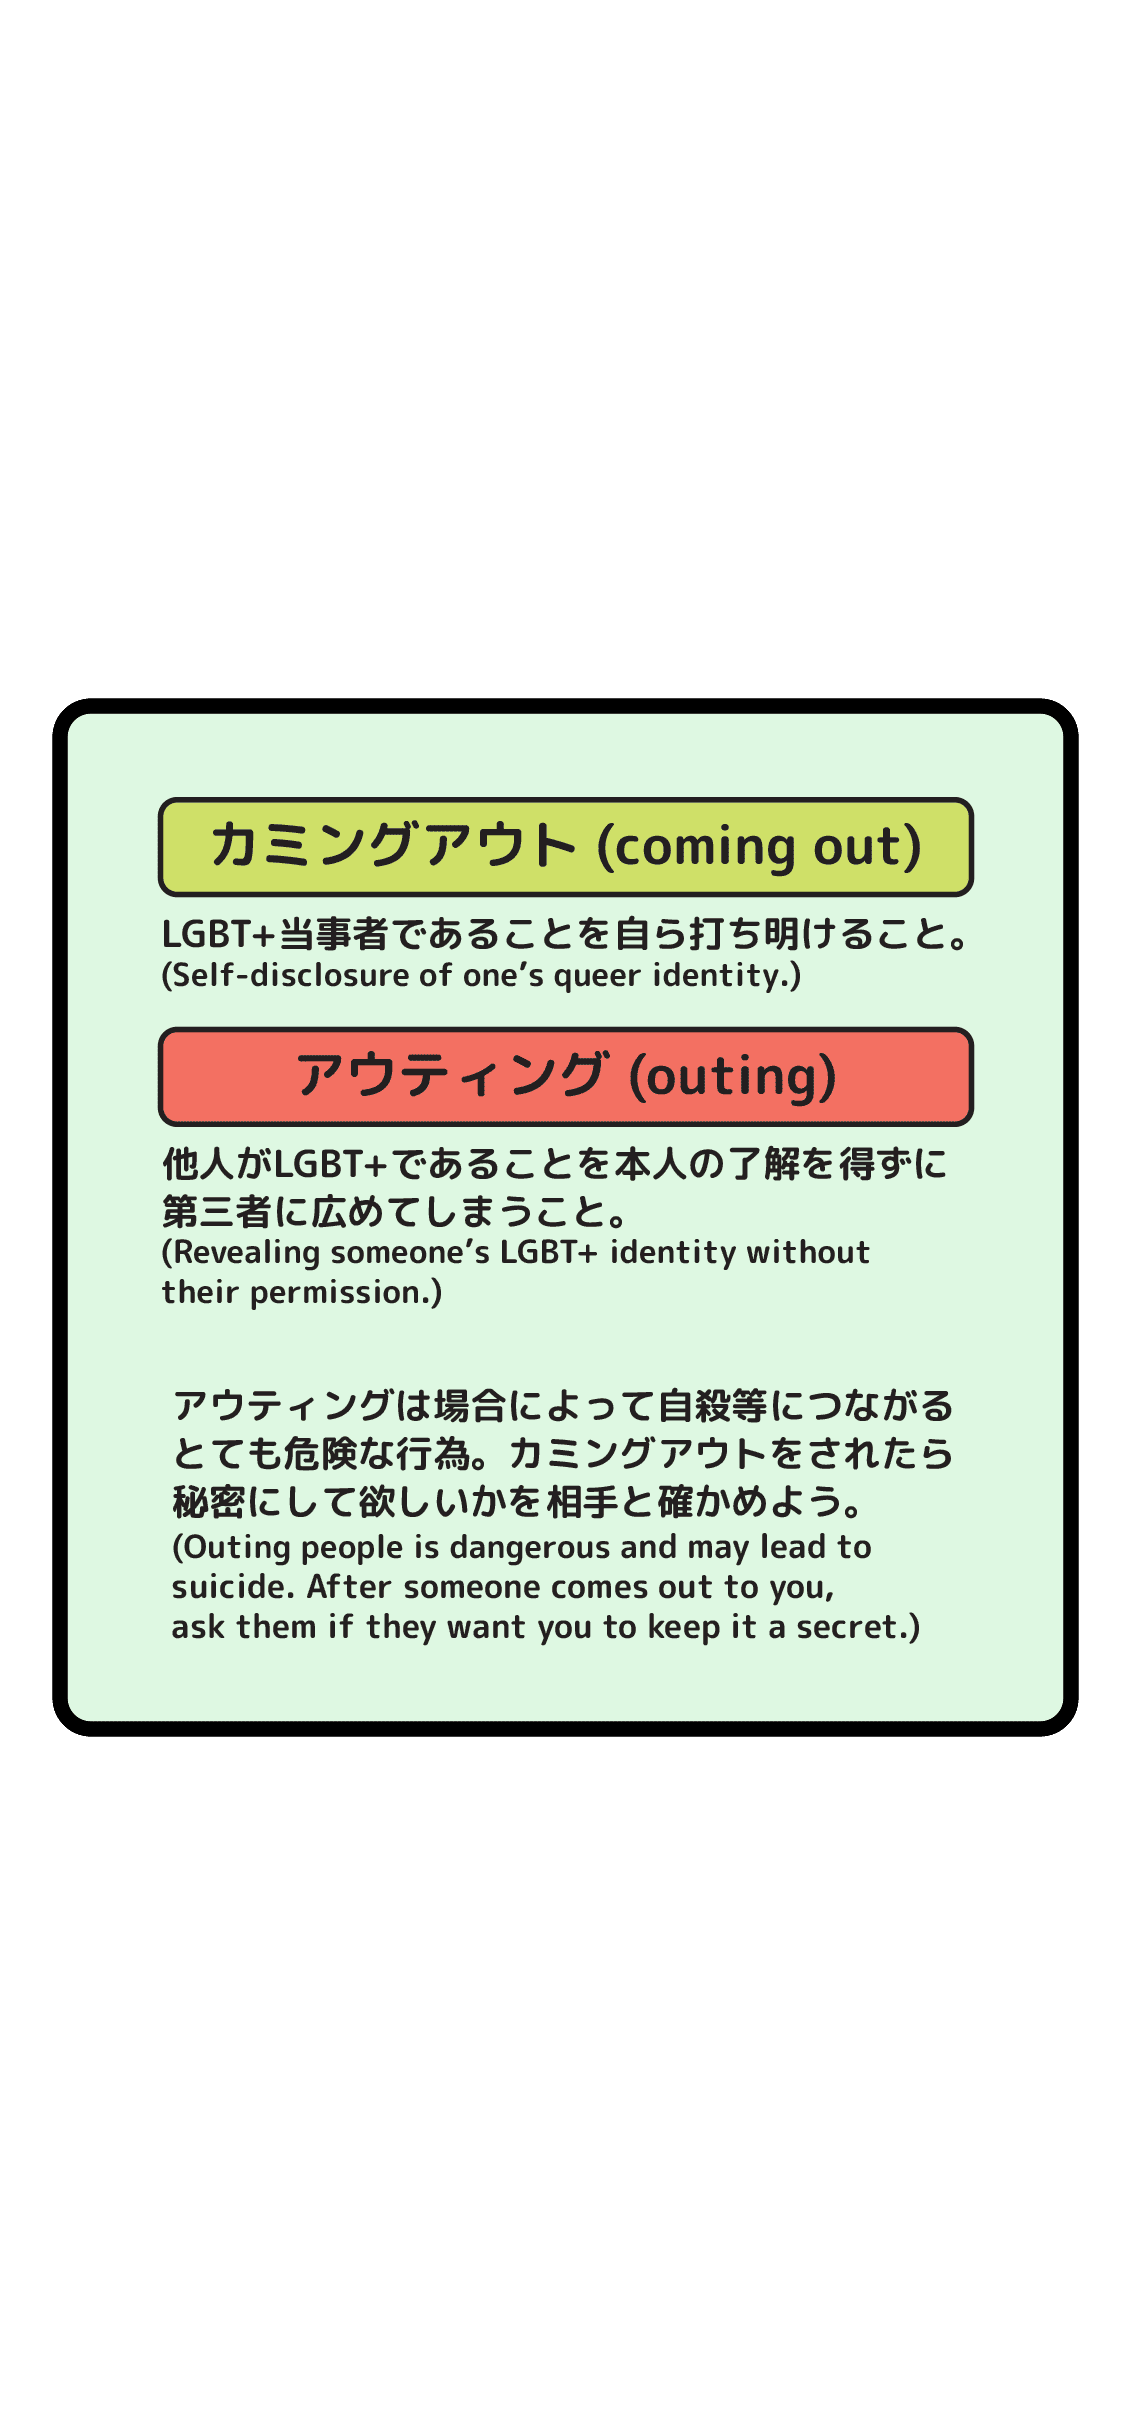 カミングアウト (coming out)
LGBT+当事者であることを自ら打ち明けること。
(Self-disclosure of one’s queer identity.)
アウティング (outing)
他人がLGBT+であることを本人の了解を得ずに
第三者に広めてしまうこと。
(Revealing someone’s LGBT+ identity without
their permission.)
アウティングは場合によって自殺等につながる
とても危険な行為。カミングアウトをされたら
秘密にして欲しいかを相手と確かめよう。
(Outing people is dangerous and may lead to
suicide. After someone comes out to you,
ask them if they want you to keep it a secret.)